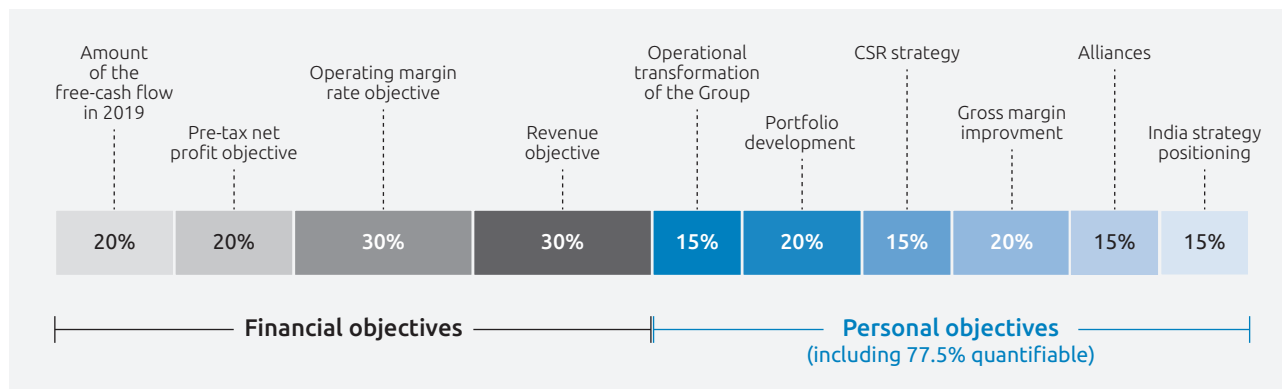 Amount
of the
free-cash flow
in 2019
Pre-tax net
profit objective
Operating margin
rate objective
Revenue
objective
Operational
transformation
of the Group
Portfolio
development
CSR strategy
Gross margin
improvment
Alliances
India strategy
positioning
20%
20%
30%
30%
15%
20%
15%
20%
15%
15%
Financial objectives
Personal objectives
(including 77.5% quantifiable)